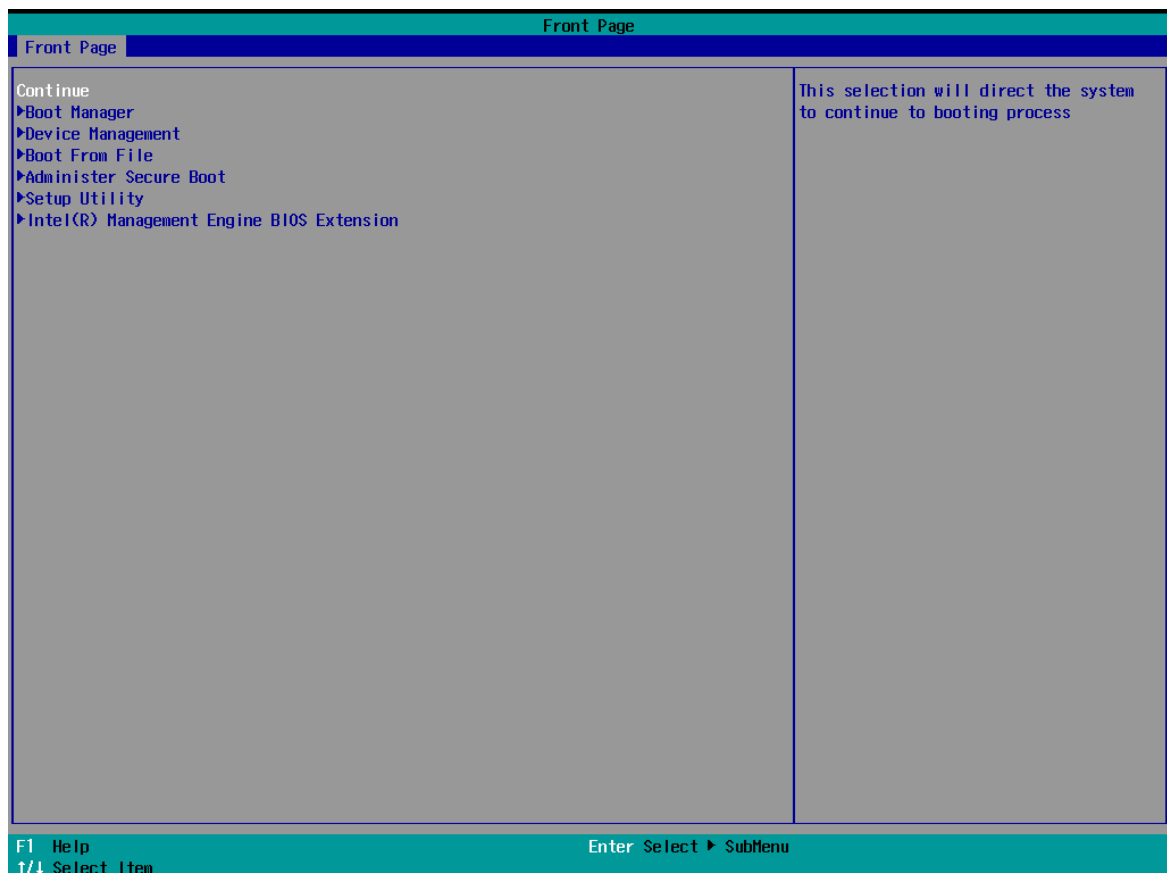 Front Page
Front Page
Continue
▶Boot Manager
▶Device Management
▶Boot From File
▶Administer Secure Boot
▶Setup Utility
▶Intel(R) Management Engine BIOS Extension
This selection will direct the system
to continue to booting process
F1 Help
Enter Select ▶ SubMenu
↑/↓ Select Item